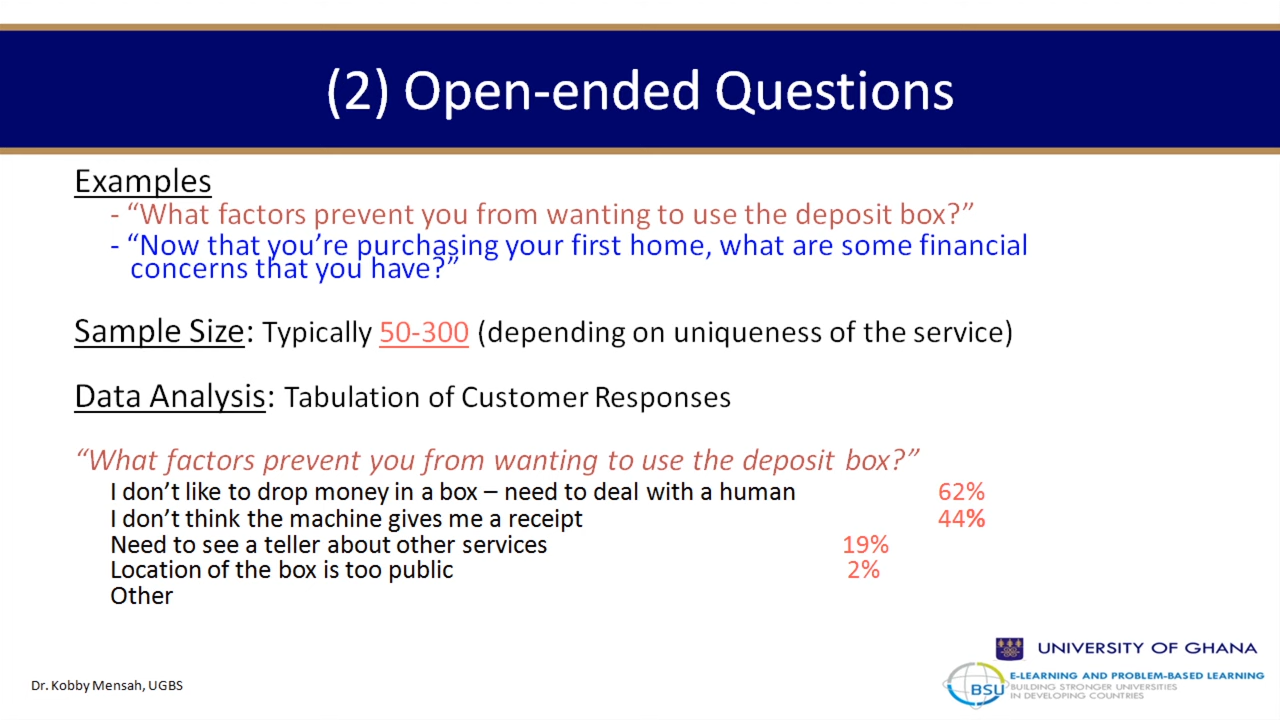 (2) Open-ended Questions
Examples
- “What factors prevent you from wanting to use the deposit box?”
- “Now that you’re purchasing your first home, what are some financial
concerns that you have?”
Sample Size: Typically 50-300 (depending on uniqueness of the service)
Data Analysis: Tabulation of Customer Responses
“What factors prevent you from wanting to use the deposit box?”
I don’t like to drop money in a box – need to deal with a human 62%
I don’t think the machine gives me a receipt 44%
Need to see a teller about other services 19%
Location of the box is too public 2%
Other
UNIVERSITY OF GHANA
Dr. Kobby Mensah, UGBS
BSU
E-LEARNING AND PROBLEM-BASED LEARNING
BUILDING STRONGER UNIVERSITIES
IN DEVELOPING COUNTRIES